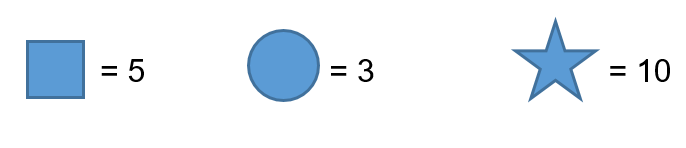 = 5 = 3 = 10